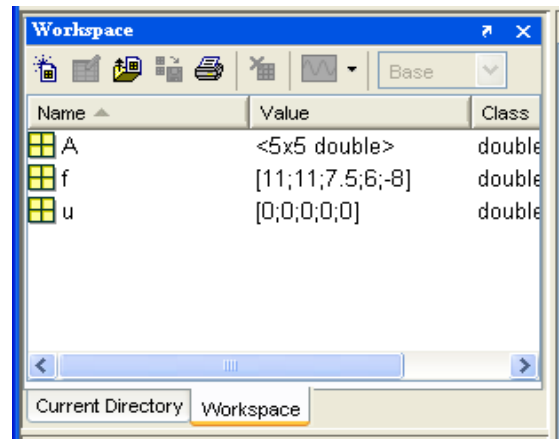 Workspace
Base
Name Value Class
A <5x5 double> double
f [11;11;7.5;6;-8] double
u [0;0;0;0;0] double
Current Directory Workspace